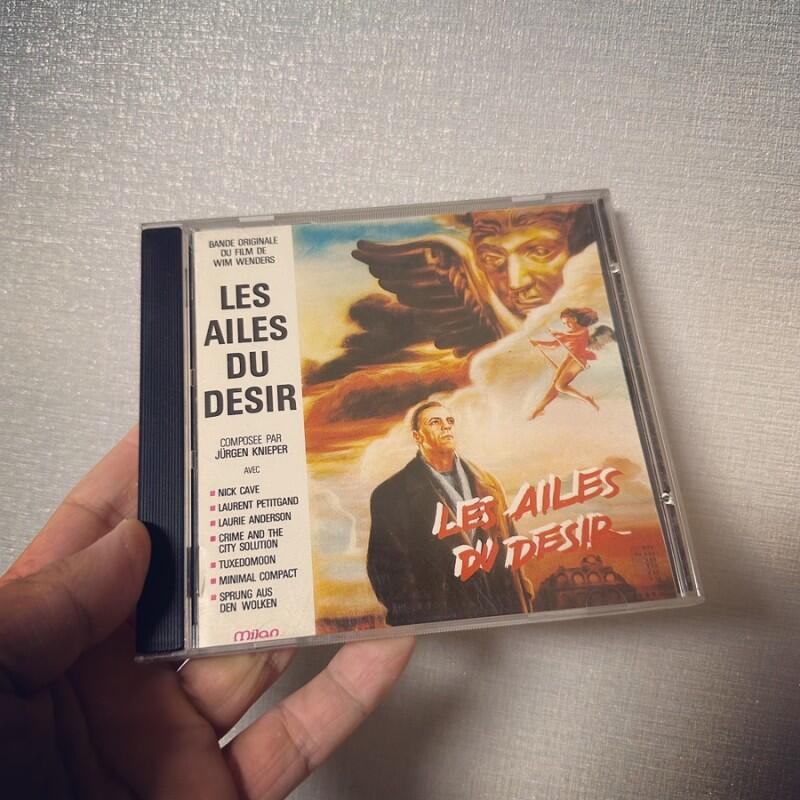 BANDE ORIGINALE
DU FILM DE
WIM WENDERS
LES
AILES
DU
DESIR
COMPOSEE PAR
JÜRGEN KNIEPER
AVEC
NICK CAVE
LAURENT PETITGAND
LAURIE ANDERSON
CRIME AND THE
CITY SOLUTION
TUXEDOMOON
MINIMAL COMPACT
SPRUNG AUS
DEN WOLKEN
milan
LES AILES
DU DESIR